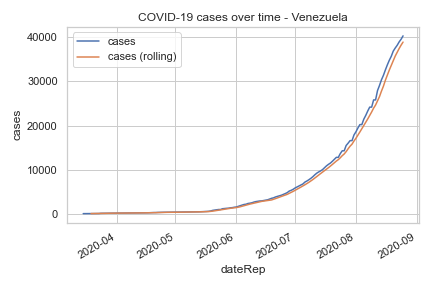 COVID-19 cases over time - Venezuela
cases
cases (rolling)
40000
30000
20000
10000
0
cases
2020-04
2020-05
2020-06
2020-07
2020-08
2020-09
dateRep